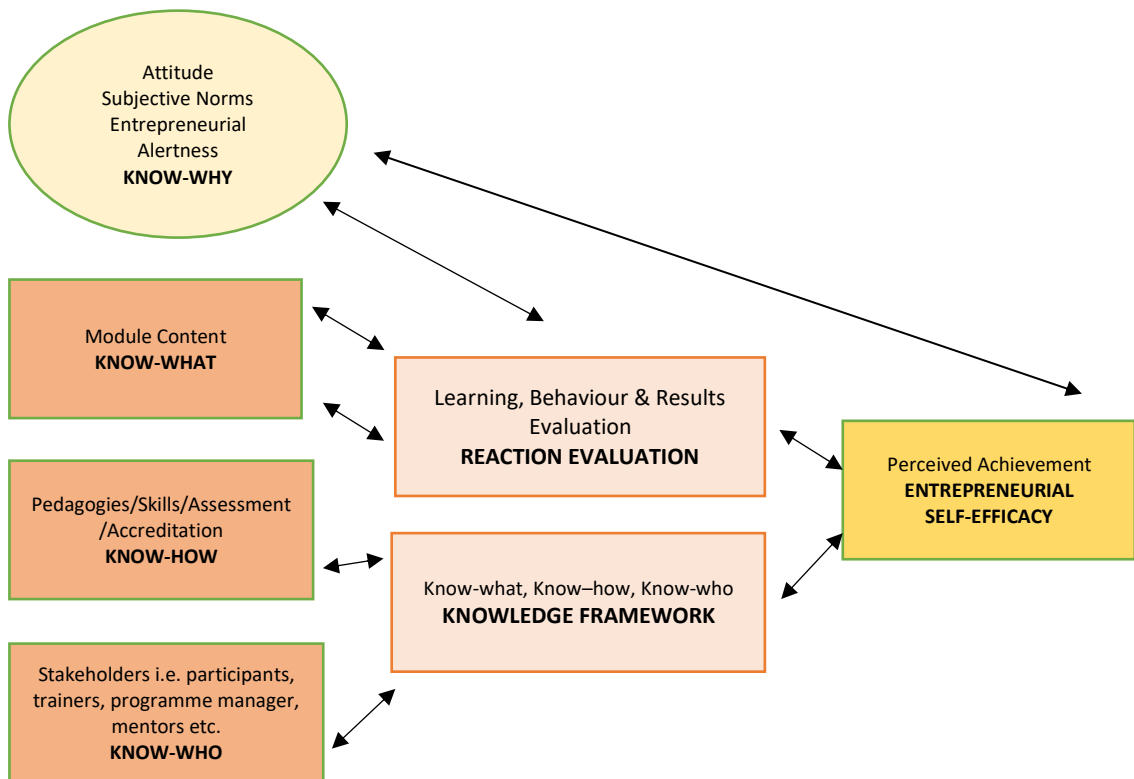 Attitude
Subjective Norms
Entrepreneurial
Alertness
KNOW-WHY
Module Content
KNOW-WHAT
Learning, Behaviour & Results
Evaluation
REACTION EVALUATION
Perceived Achievement
ENTREPRENEURIAL
SELF-EFFICACY
Pedagogies/Skills/Assessment
/Accreditation
KNOW-HOW
Know-what, Know–how, Know-who
KNOWLEDGE FRAMEWORK
Stakeholders i.e. participants,
trainers, programme manager,
mentors etc.
KNOW-WHO